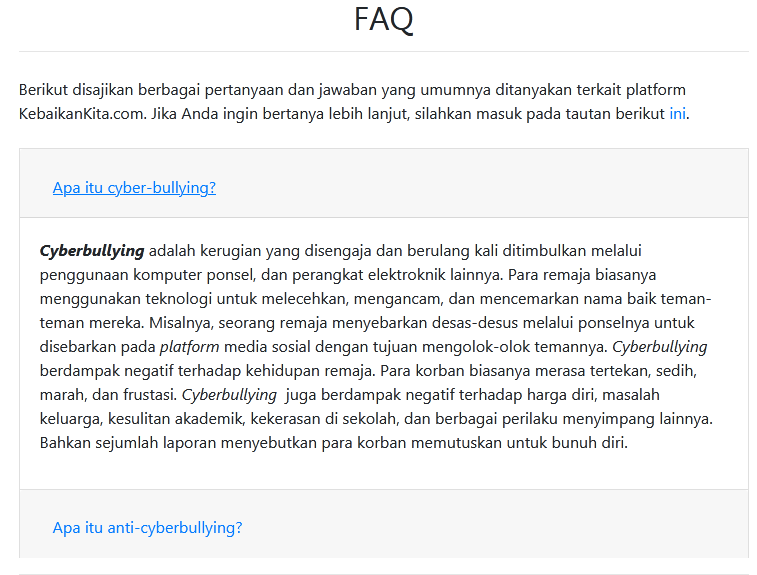 FAQ
Berikut disajikan berbagai pertanyaan dan jawaban yang umumnya ditanyakan terkait platform
KebaikanKita.com. Jika Anda ingin bertanya lebih lanjut, silahkan masuk pada tautan berikut ini.
Apa itu cyber-bullying?
Cyberbullying adalah kerugian yang disengaja dan berulang kali ditimbulkan melalui
penggunaan komputer ponsel, dan perangkat elektroknik lainnya. Para remaja biasanya
menggunakan teknologi untuk melecehkan, mengancam, dan mencemarkan nama baik teman-
teman mereka. Misalnya, seorang remaja menyebarkan desas-desus melalui ponselnya untuk
disebarkan pada platform media sosial dengan tujuan mengolok-olok temannya. Cyberbullying
berdampak negatif terhadap kehidupan remaja. Para korban biasanya merasa tertekan, sedih,
marah, dan frustasi. Cyberbullying juga berdampak negatif terhadap harga diri, masalah
keluarga, kesulitan akademik, kekerasan di sekolah, dan berbagai perilaku menyimpang lainnya.
Bahkan sejumlah laporan menyebutkan para korban memutuskan untuk bunuh diri.
Apa itu anti-cyberbullying?